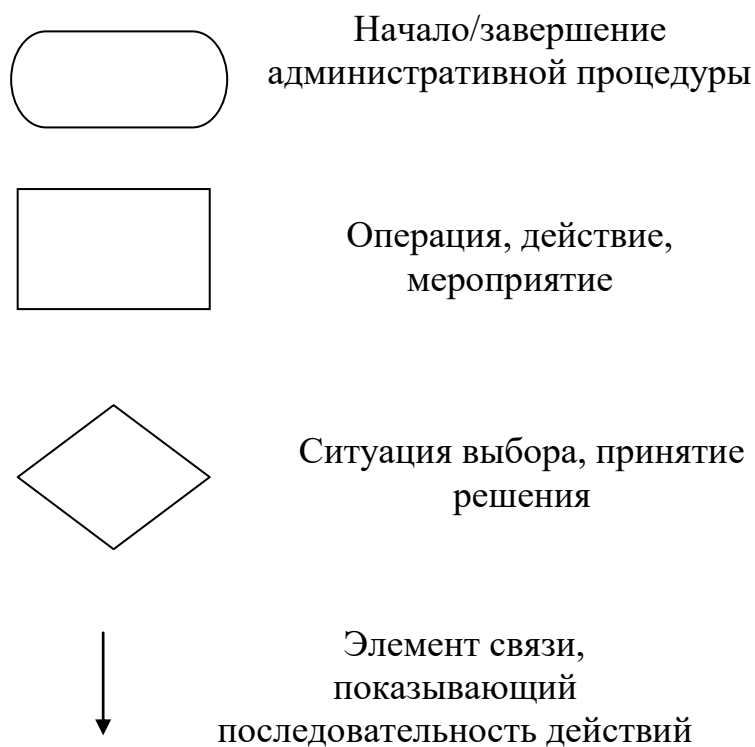 Начало/завершение
административной процедуры
Операция, действие,
мероприятие
Ситуация выбора, принятие
решения
Элемент связи,
показывающий
последовательность действий